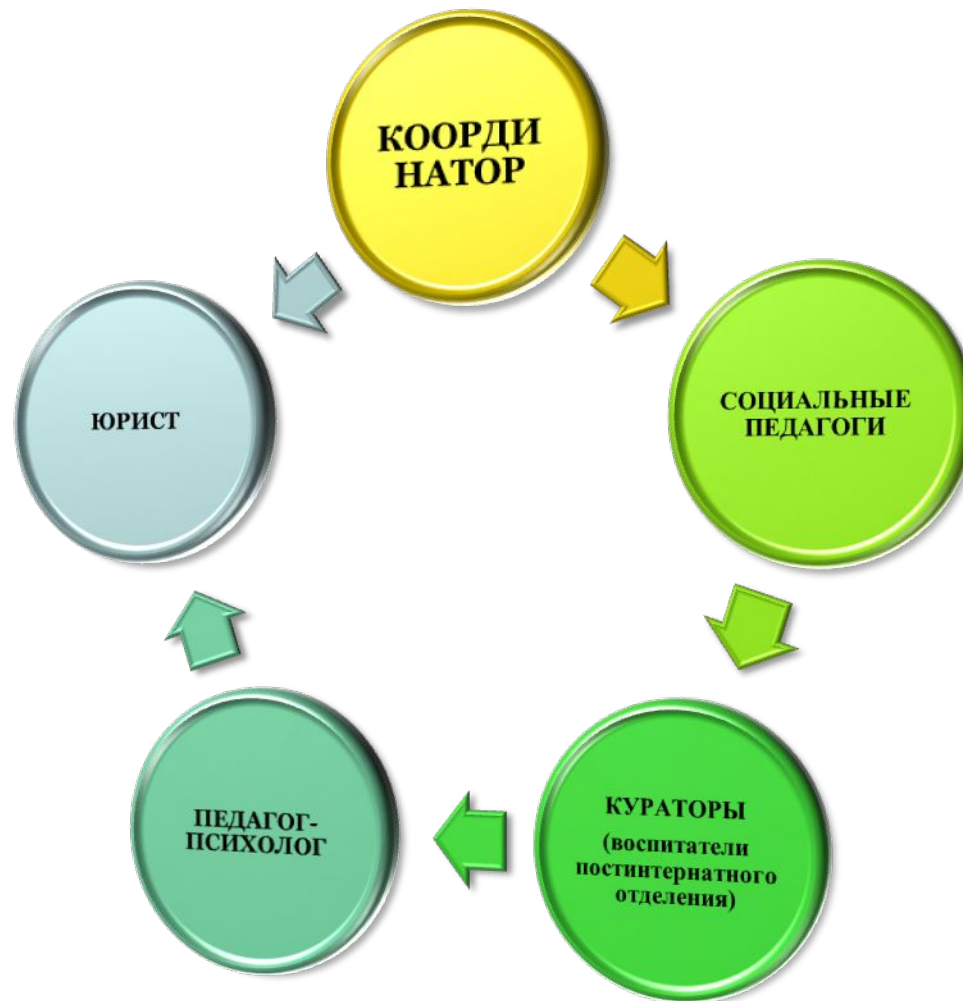 КООРДИ
НАТОР
СОЦИАЛЬНЫЕ
ПЕДАГОГИ
КУРАТОРЫ
(воспитатели
постинтернатного
отделения)
ПЕДАГОГ-
ПСИХОЛОГ
ЮРИСТ